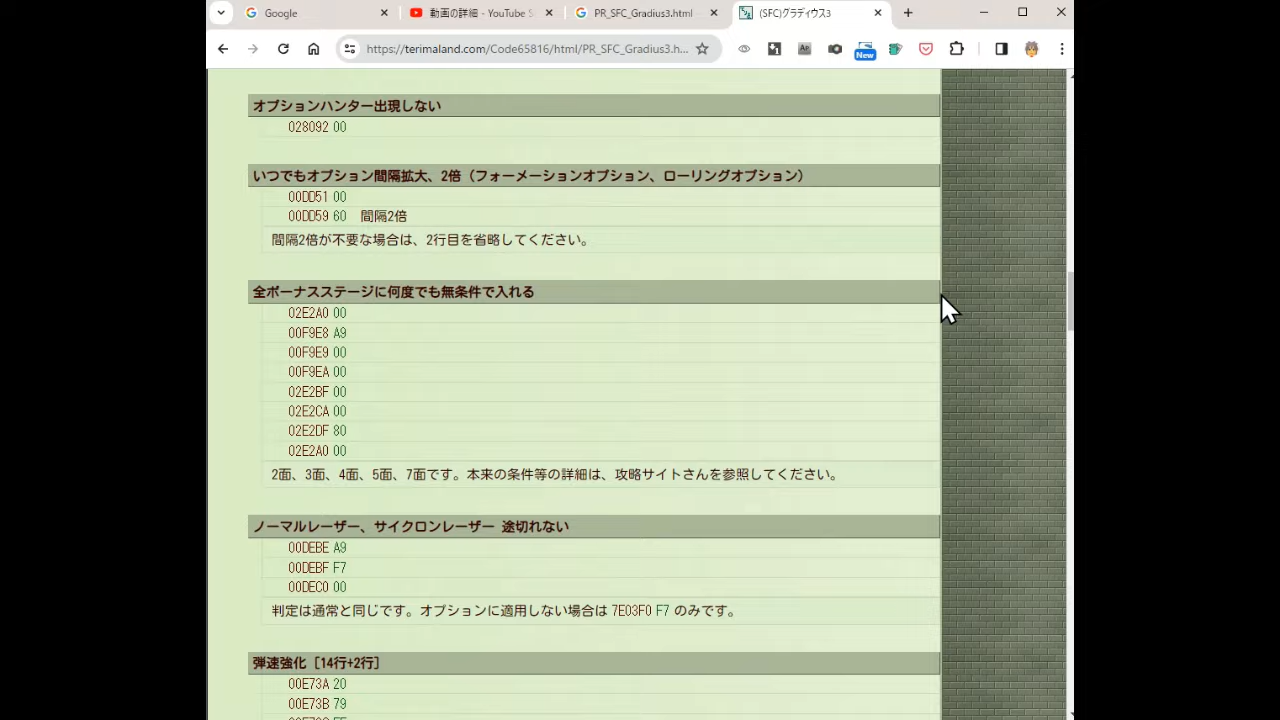 Google
動画の詳細 - YouTube S
PR_SFC_Gradius3.html
(SFC)グラディウス3
https://terimaland.com/Code65816/html/PR_SFC_Gradius3.h...
New
オプションハンター出現しない
028092 00
いつでもオプション間隔拡大、2倍（フォーメーションオプション、ローリングオプション）
00DD51 00
00DD59 60 間隔2倍
間隔2倍が不要な場合は、2行目を省略してください。
全ボーナスステージに何度でも無条件で入れる
02E2A0 00
00F9E8 A9
00F9E9 00
00F9EA 00
02E2BF 00
02E2CA 00
02E2DF 80
02E2A0 00
2面、3面、4面、5面、7面です。本来の条件等の詳細は、攻略サイトさんを参照してください。
ノーマルレーザー、サイクロンレーザー 途切れない
00DEBE A9
00DEBF F7
00DEC0 00
判定は通常と同じです。オプションに適用しない場合は 7E03F0 F7 のみです。
弾速強化［14行+2行］
00E73A 20
00E73B 79